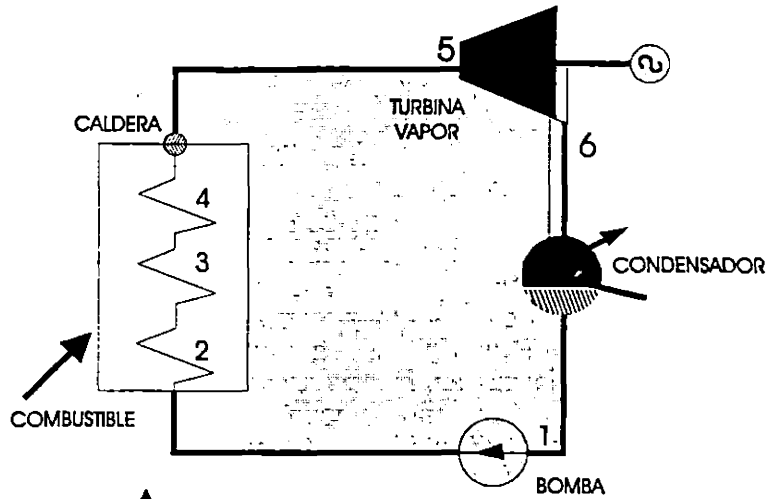 5
TURBINA
VAPOR
CALDERA
6
4
3
CONDENSADOR
2
COMBUSTIBLE
1
BOMBA